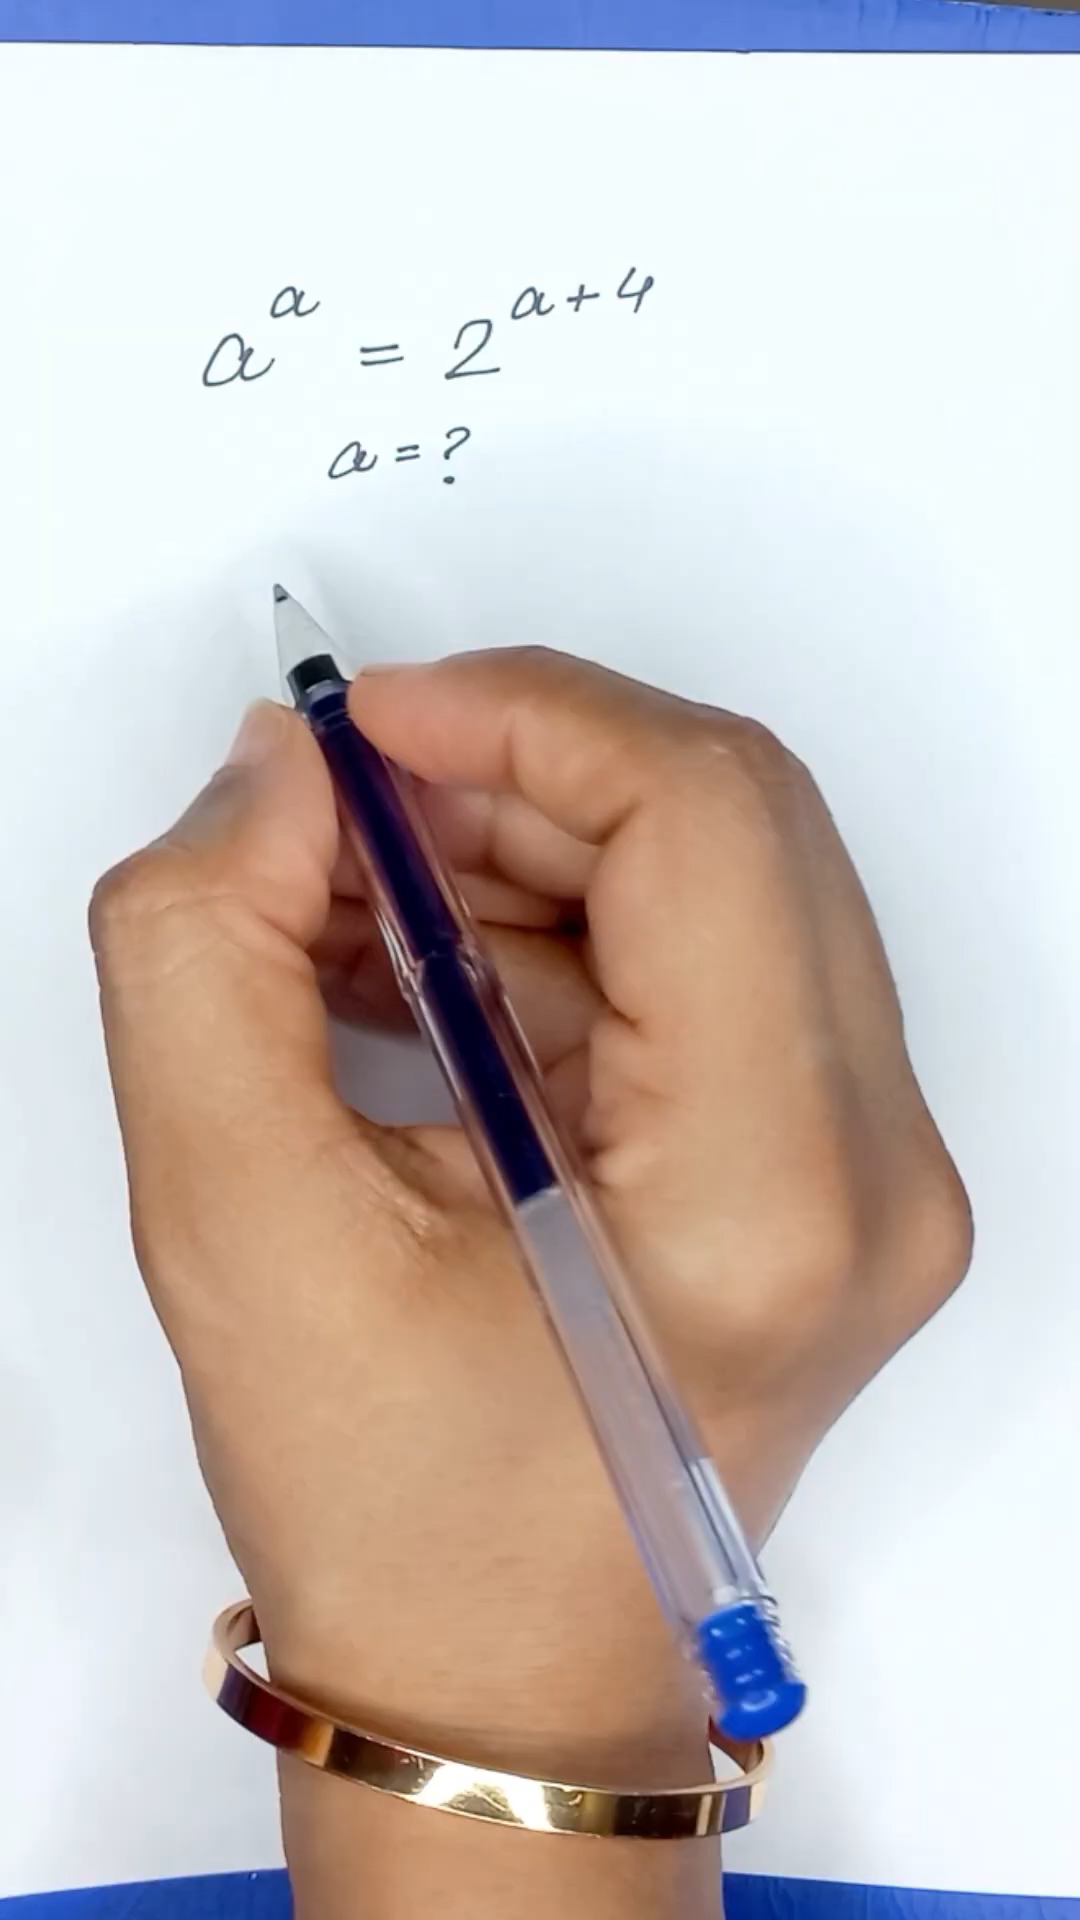 a^a = 2^{a+4}
a = ?